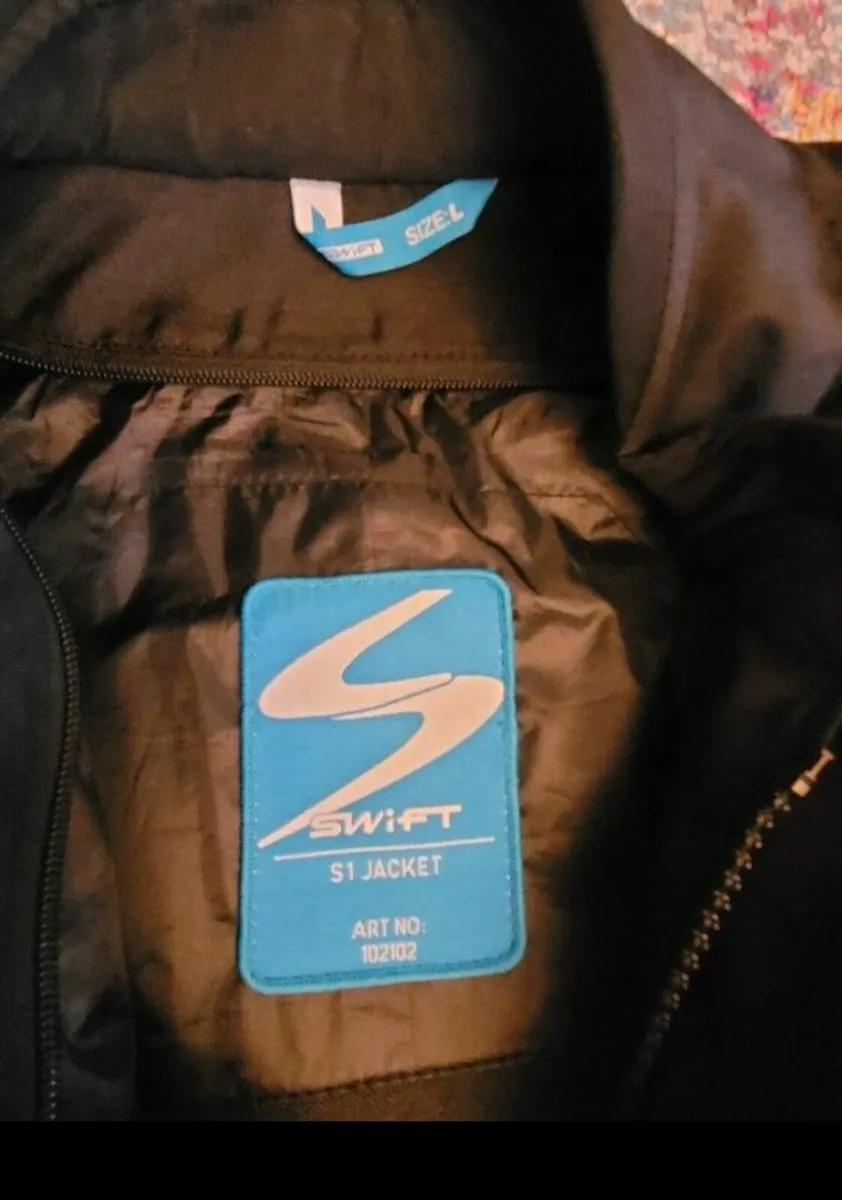 SWiFT SIZE:L
SWiFT
S1 JACKET
ART NO:
102102